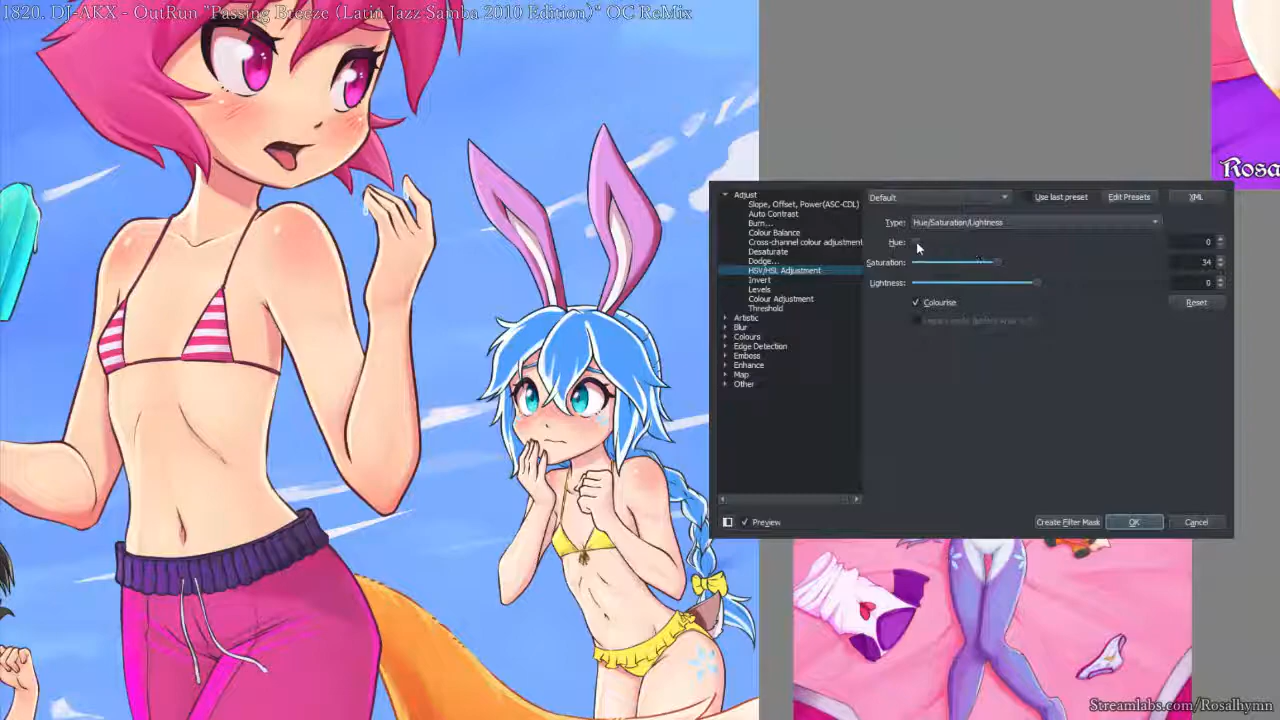 1820. DJ-AKX - OutRun "Passing Breeze (Latin Jazz Samba 2010 Edition)" OC ReMix
Rosa
Adjust
Slope, Offset, Power(ASC-CDL)
Auto Contrast
Burn...
Colour Balance
Cross-channel colour adjustment
Desaturate
Dodge...
HSV/HSL Adjustment
Invert
Levels
Colour Adjustment
Threshold
Artistic
Blur
Colours
Edge Detection
Emboss
Enhance
Map
Other
Default
Use last preset
Edit Presets
XML
Type: Hue/Saturation/Lightness
Hue: 0
Saturation: 34
Lightness: 0
Colourise
Reset
Preview
Create Filter Mask
OK
Cancel
Streamlabs.com/Rosalhymn